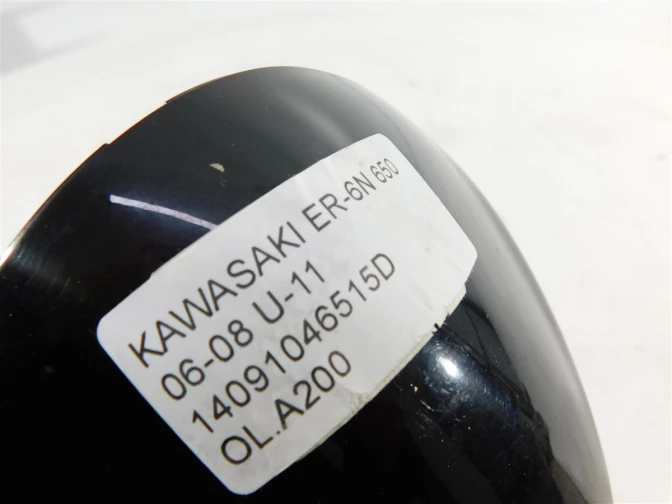 KAWASAKI ER-6N 650
06-08 U-11
14091046515D
OL.A200